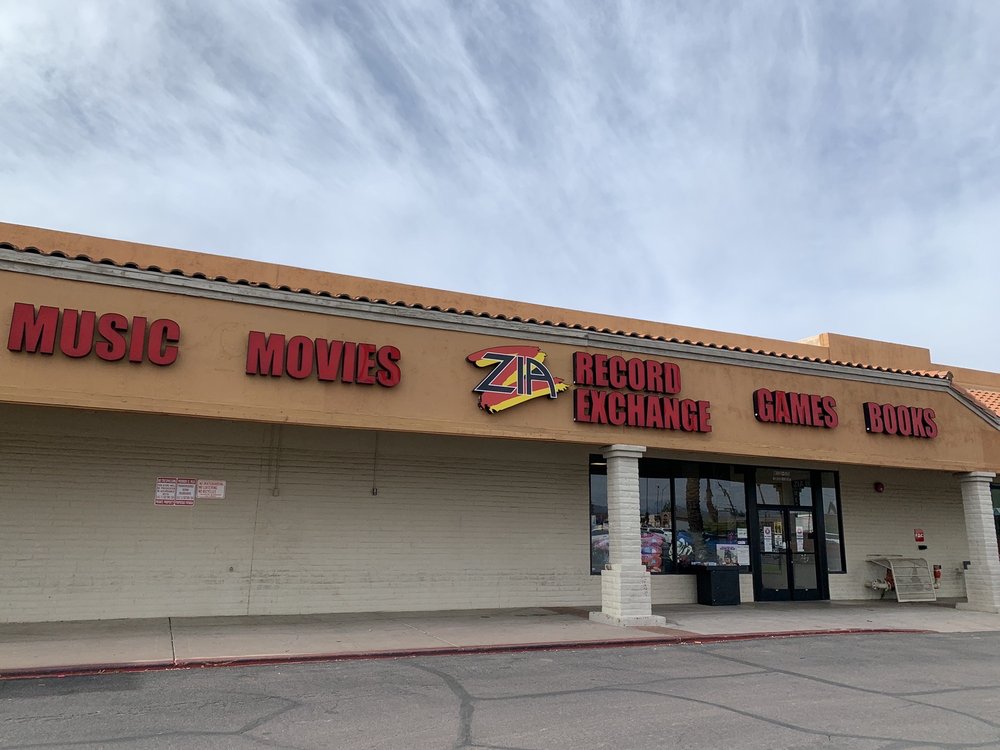 MUSIC
MOVIES
ZIA
RECORD
EXCHANGE
GAMES
BOOKS